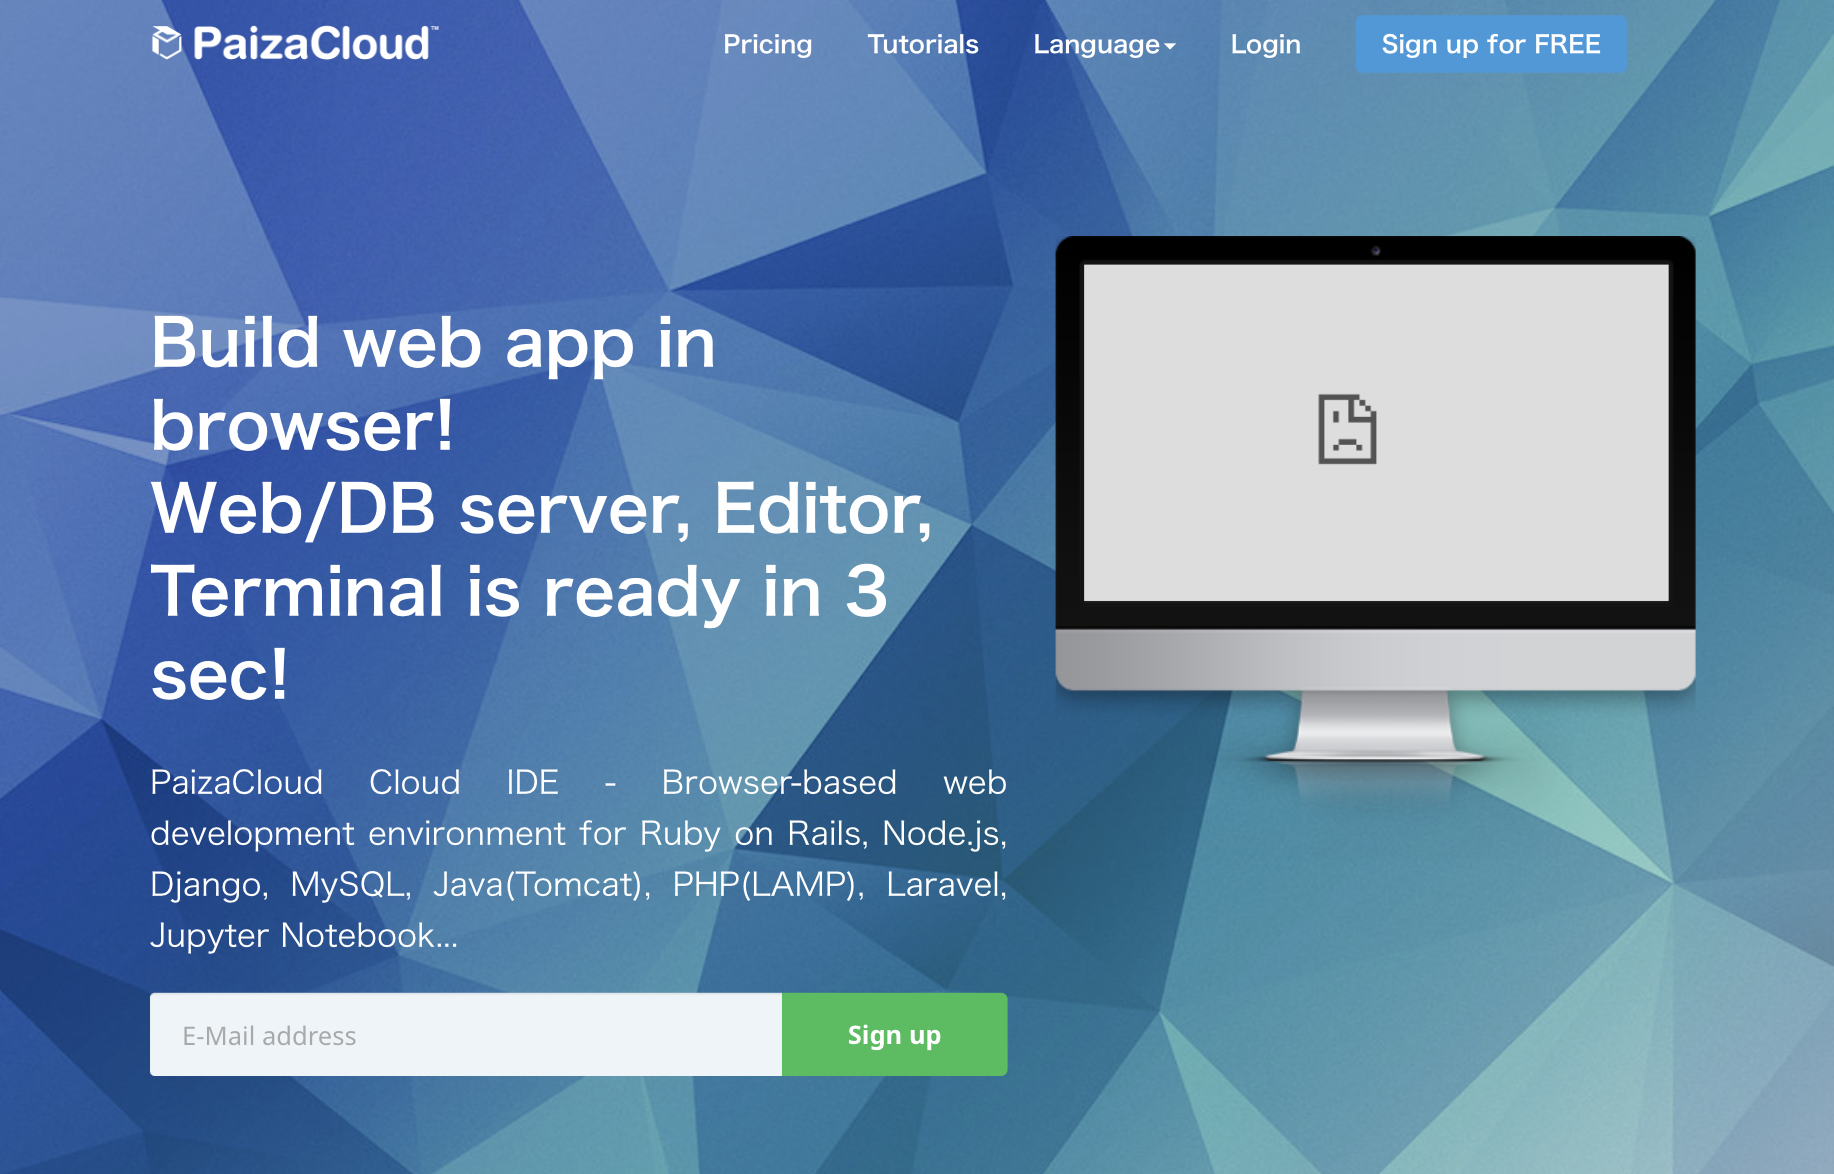 PaizaCloud™
Pricing
Tutorials
Language
Login
Sign up for FREE
Build web app in
browser!
Web/DB server, Editor,
Terminal is ready in 3
sec!
PaizaCloud Cloud IDE - Browser-based web
development environment for Ruby on Rails, Node.js,
Django, MySQL, Java(Tomcat), PHP(LAMP), Laravel,
Jupyter Notebook...
E-Mail address
Sign up